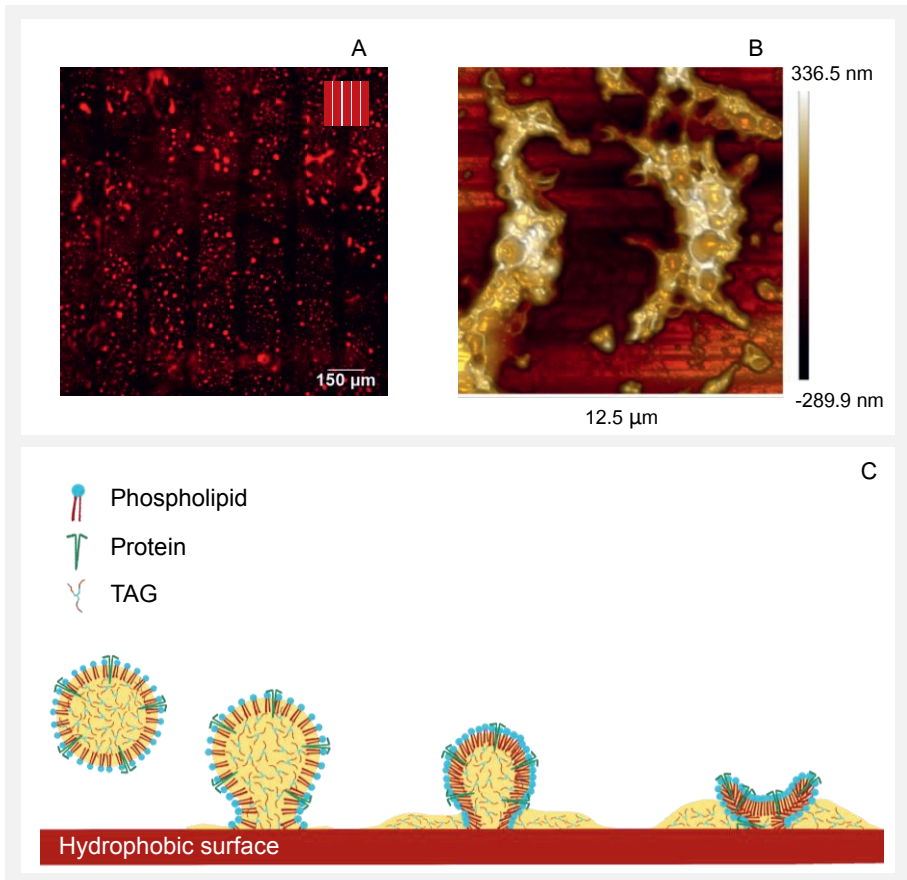 A
150 µm
B
336.5 nm
-289.9 nm
12.5 µm
C
Phospholipid
Protein
TAG
Hydrophobic surface